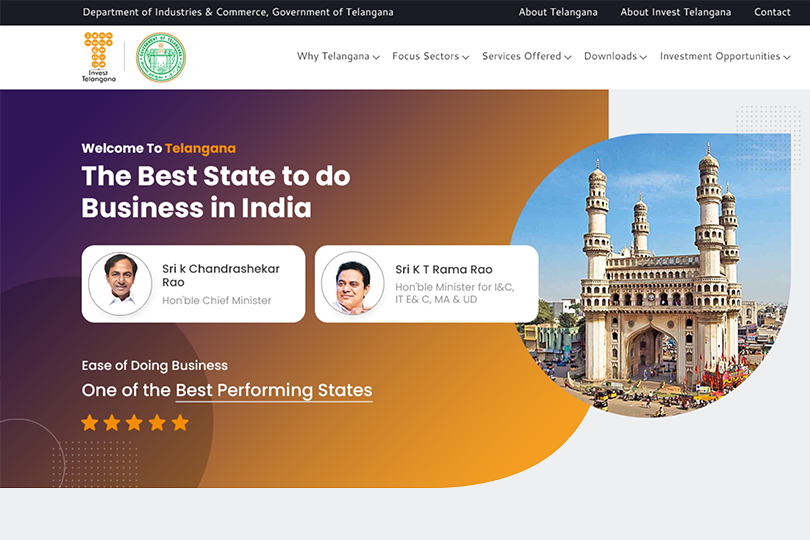 Department of Industries & Commerce, Government of Telangana
About Telangana
About Invest Telangana
Contact
Invest
Telangana
Why Telangana
Focus Sectors
Services Offered
Downloads
Investment Opportunities
Welcome To Telangana
The Best State to do
Business in India
Sri k Chandrashekar
Rao
Hon'ble Chief Minister
Sri K T Rama Rao
Hon'ble Minister for I&C,
IT E& C, MA & UD
Ease of Doing Business
One of the Best Performing States